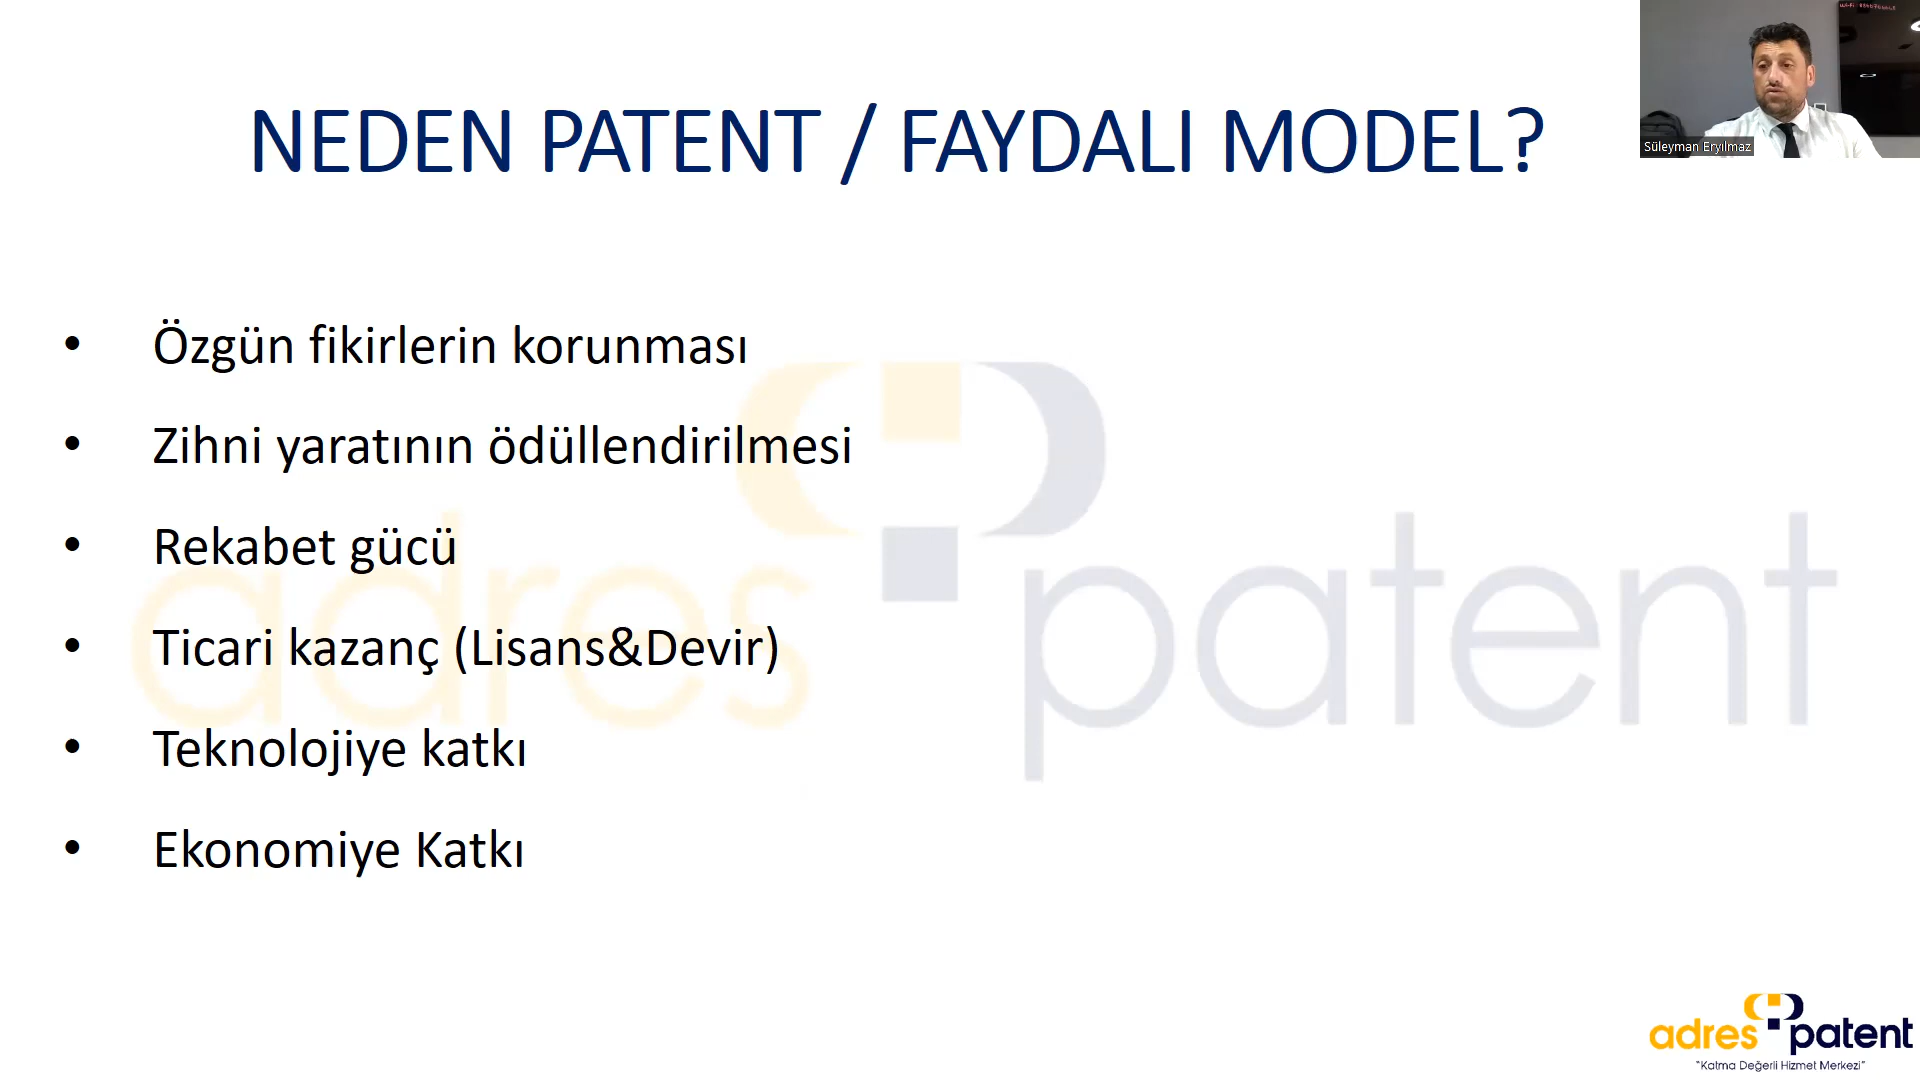 NEDEN PATENT / FAYDALI MODEL?
Süleyman Eryılmaz
• Özgün fikirlerin korunması
• Zihni yaratının ödüllendirilmesi
• Rekabet gücü
• Ticari kazanç (Lisans&Devir)
• Teknolojiye katkı
• Ekonomiye Katkı
adres patent
adres patent
"Katma Değerli Hizmet Merkezi"